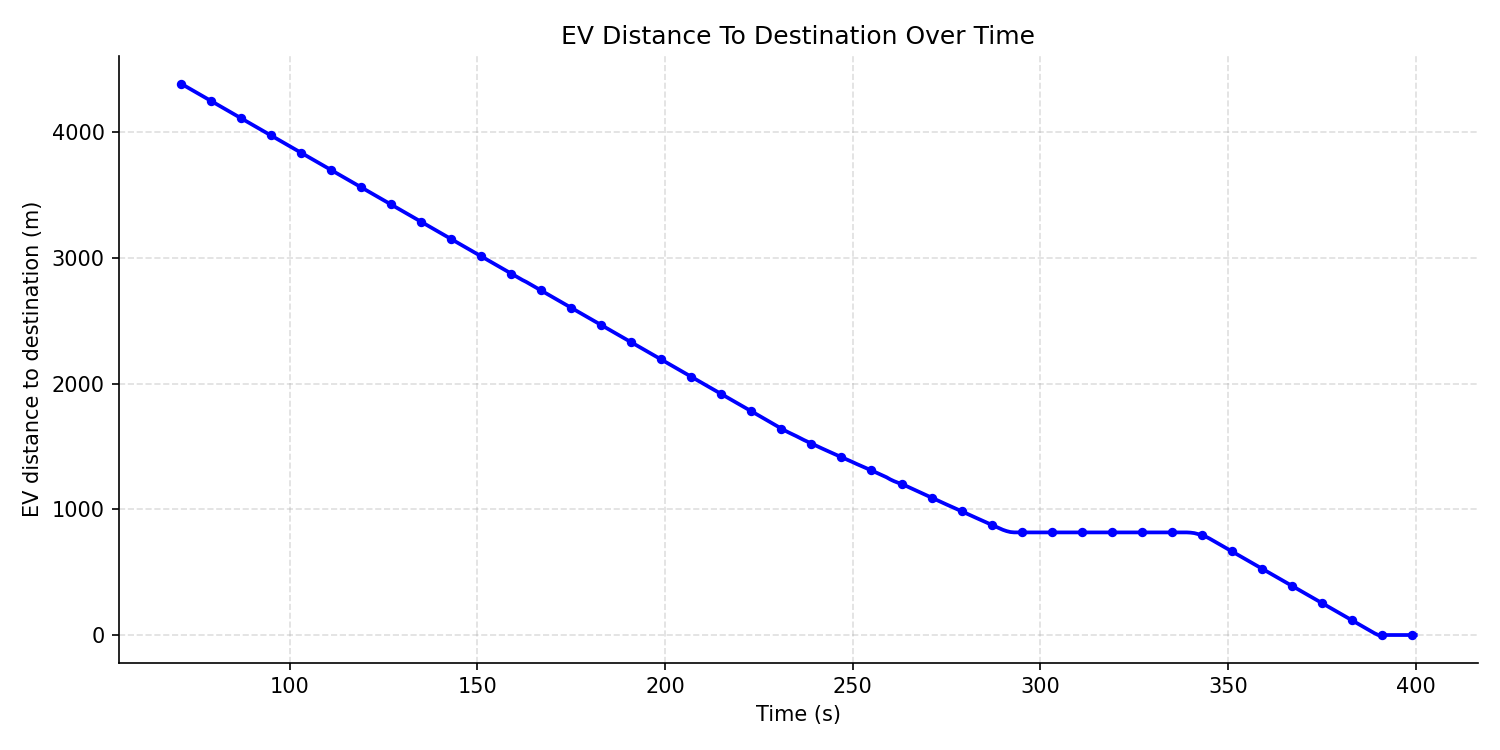 EV Distance To Destination Over Time
EV distance to destination (m)
4000
3000
2000
1000
0
100 150 200 250 300 350 400
Time (s)